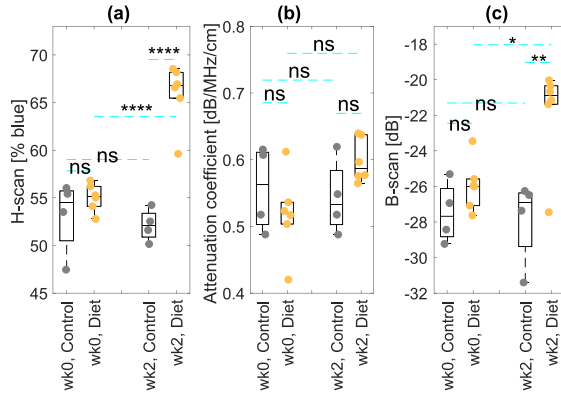 (a)
H-scan [% blue]
70
65
60
55
50
45
****
****
ns
ns
wk0, Control
wk0, Diet
wk2, Control
wk2, Diet
(b)
Attenuation coefficient [dB/MHz/cm]
0.8
0.7
0.6
0.5
0.4
ns
ns
ns
ns
wk0, Control
wk0, Diet
wk2, Control
wk2, Diet
(c)
B-scan [dB]
-18
-20
-22
-24
-26
-28
-30
-32
*
**
ns
ns
wk0, Control
wk0, Diet
wk2, Control
wk2, Diet